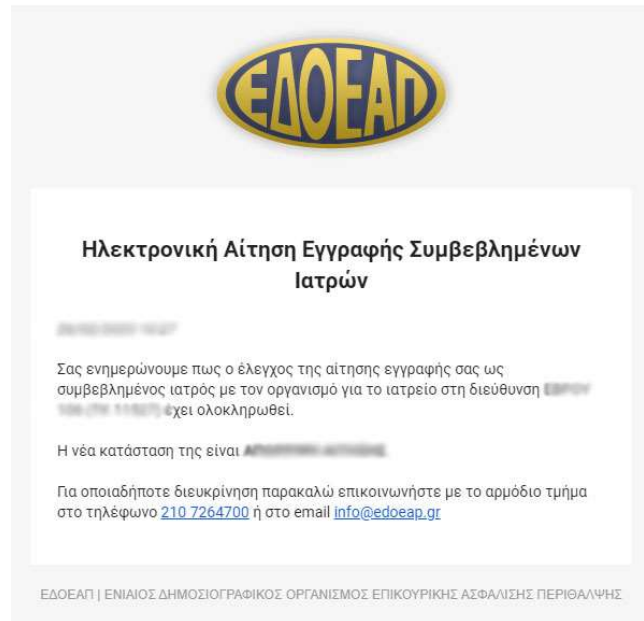 ΕΔΟΕΑΠ
Ηλεκτρονική Αίτηση Εγγραφής Συμβεβλημένων
Ιατρών
Σας ενημερώνουμε πως ο έλεγχος της αίτησης εγγραφής σας ως
συμβεβλημένος ιατρός με τον οργανισμό για το ιατρείο στη διεύθυνση
έχει ολοκληρωθεί.
Η νέα κατάσταση της είναι
Για οποιαδήποτε διευκρίνηση παρακαλώ επικοινωνήστε με το αρμόδιο τμήμα
στο τηλέφωνο 210 7264700 ή στο email info@edoeap.gr
ΕΔΟΕΑΠ | ΕΝΙΑΙΟΣ ΔΗΜΟΣΙΟΓΡΑΦΙΚΟΣ ΟΡΓΑΝΙΣΜΟΣ ΕΠΙΚΟΥΡΙΚΗΣ ΑΣΦΑΛΙΣΗΣ ΠΕΡΙΘΑΛΨΗΣ